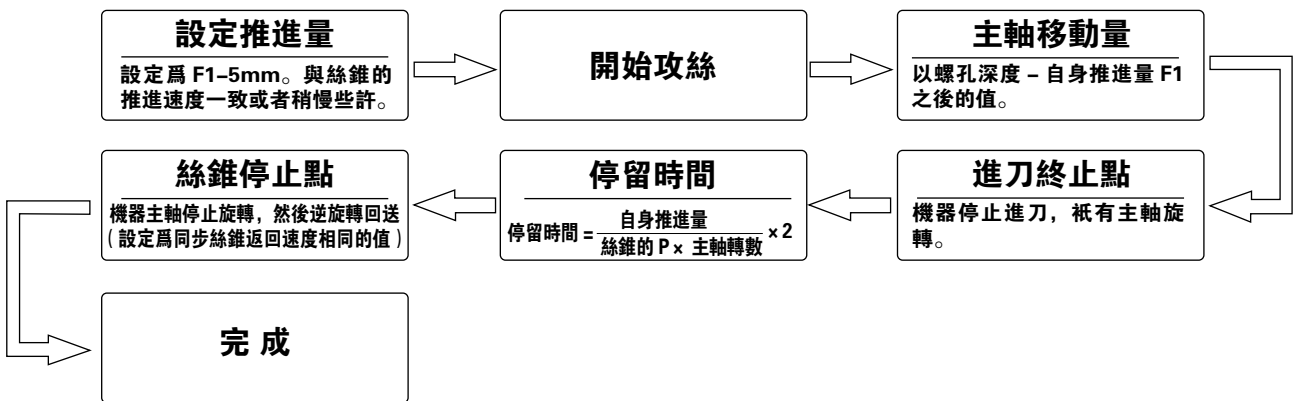 設定推進量
設定爲 F1–5mm。與絲錐的
推進速度一致或者稍慢些許。
開始攻絲
主軸移動量
以螺孔深度 – 自身推進量 F1
之後的值。
進刀終止點
機器停止進刀，衹有主軸旋
轉。
停留時間
停留時間 = 自身推進量 / 絲錐的 P × 主軸轉數 × 2
絲錐停止點
機器主軸停止旋轉，然後逆旋轉回送
（設定爲同步絲錐返回速度相同的值）
完 成